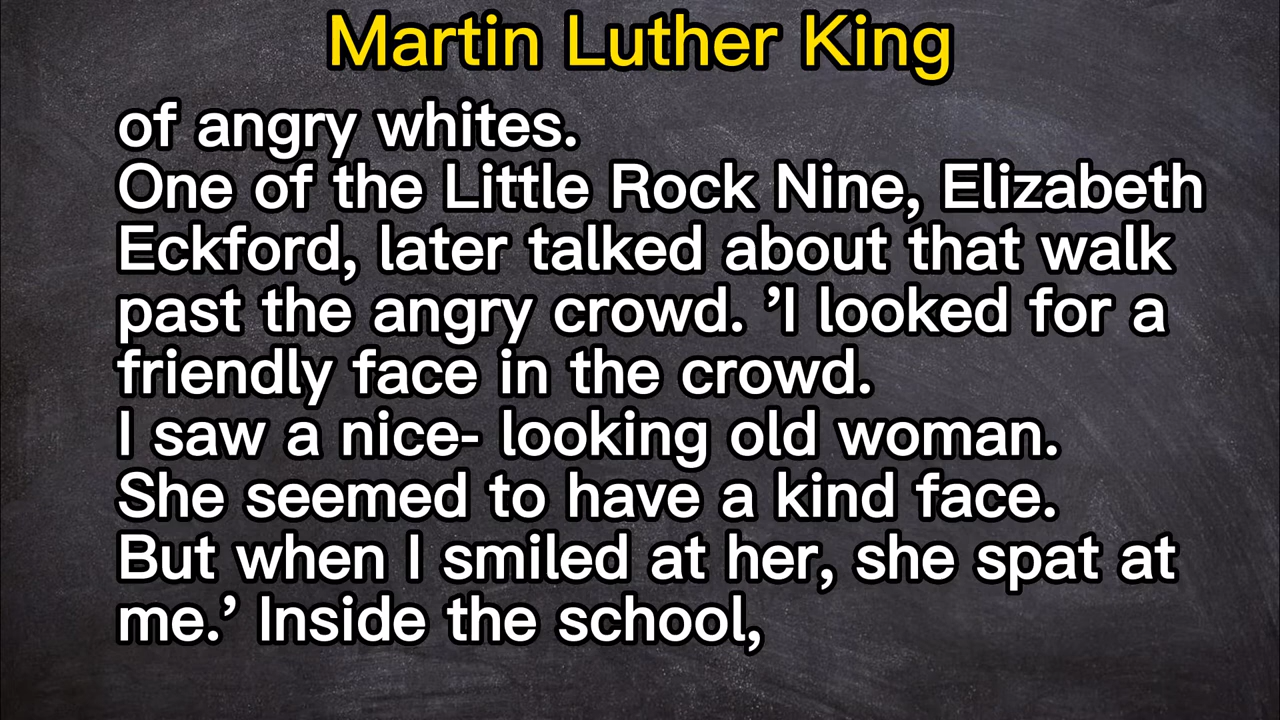 Martin Luther King
of angry whites.
One of the Little Rock Nine, Elizabeth
Eckford, later talked about that walk
past the angry crowd. ’I looked for a
friendly face in the crowd.
I saw a nice- looking old woman.
She seemed to have a kind face.
But when I smiled at her, she spat at
me.’ Inside the school,